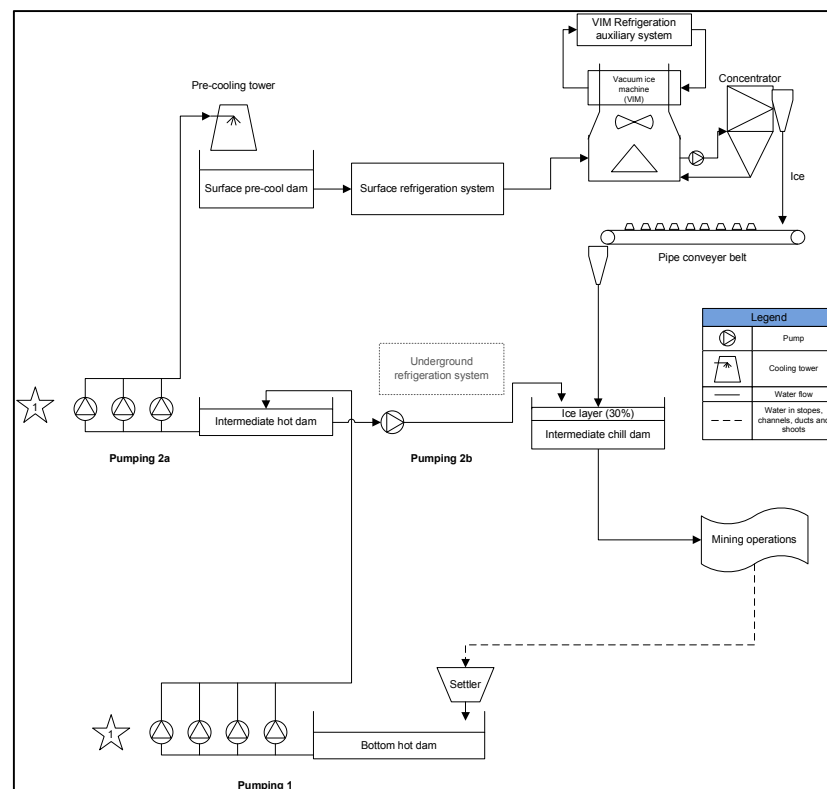 VIM Refrigeration
auxiliary system
Pre-cooling tower
Vacuum ice
machine
(VIM)
Concentrator
Surface pre-cool dam
Surface refrigeration system
Ice
Pipe conveyer belt
Legend
Pump
Cooling tower
Water flow
Water in stopes,
channels, ducts and
shoots
Underground
refrigeration system
1
Intermediate hot dam
Ice layer (30%)
Intermediate chill dam
Pumping 2a
Pumping 2b
Mining operations
Settler
1
Bottom hot dam
Pumping 1